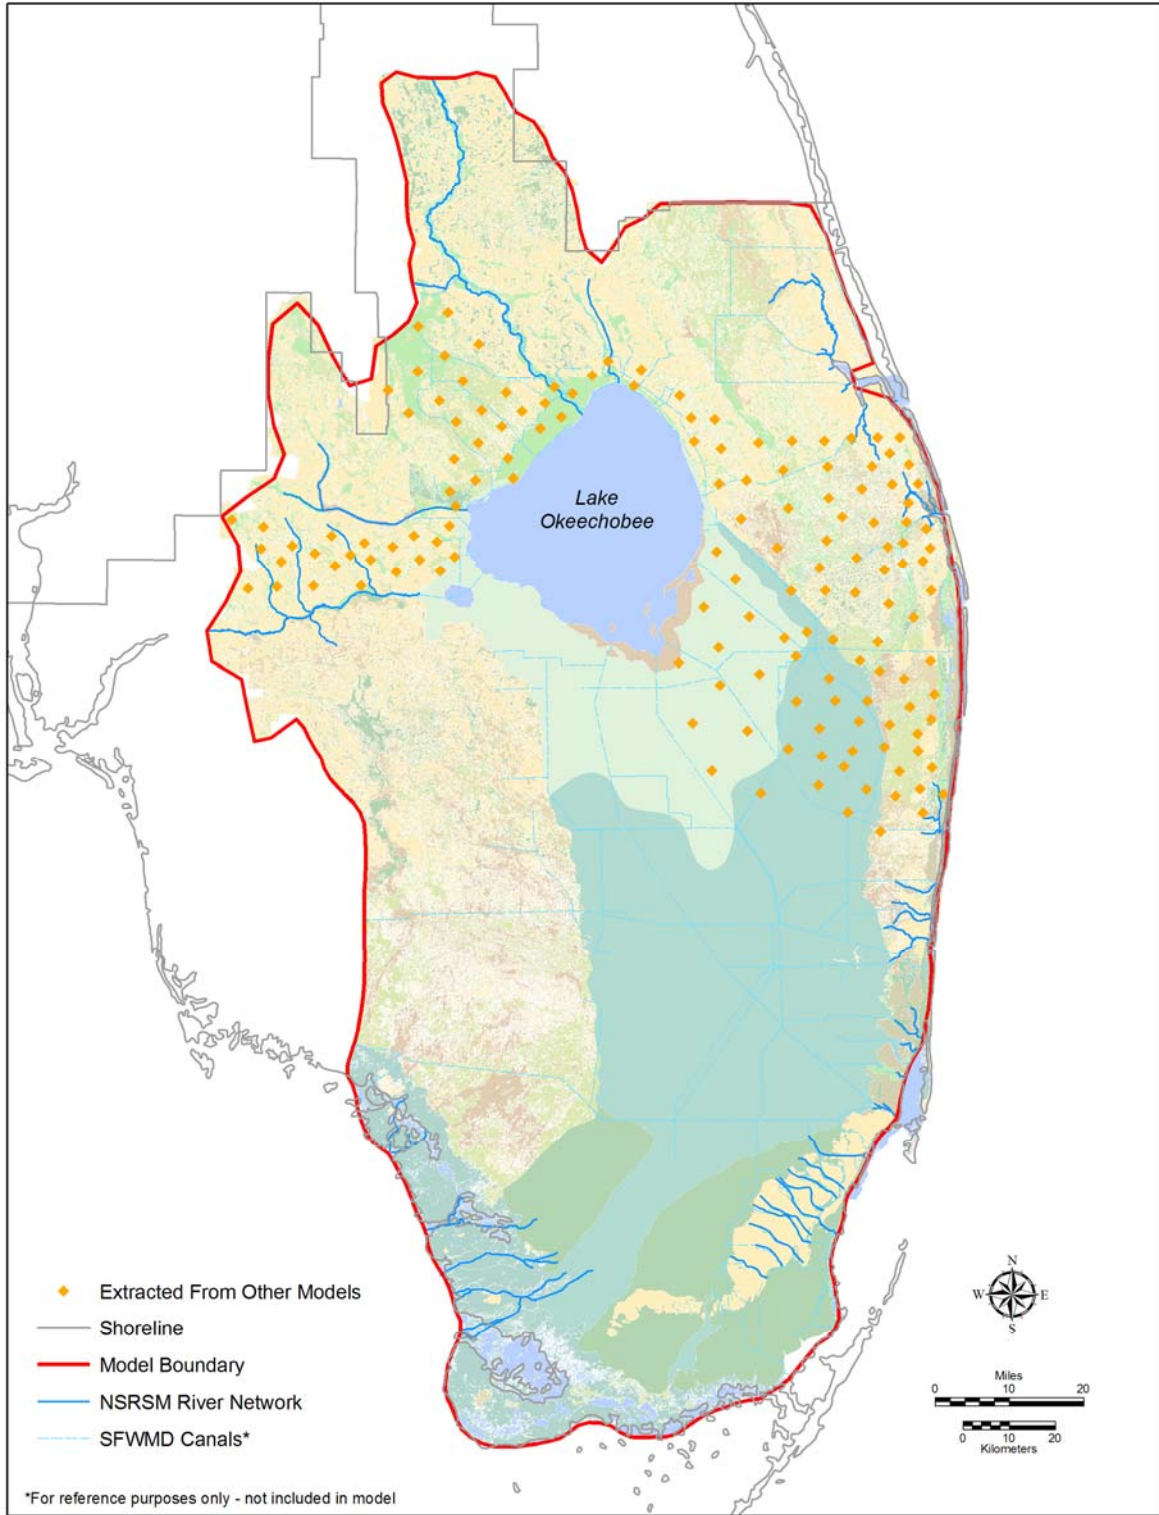 Lake
Okeechobee
Extracted From Other Models
Shoreline
Model Boundary
NSRSM River Network
SFWMD Canals*
*For reference purposes only - not included in model
N
W E
S
Miles
0 10 20
0 10 20
Kilometers